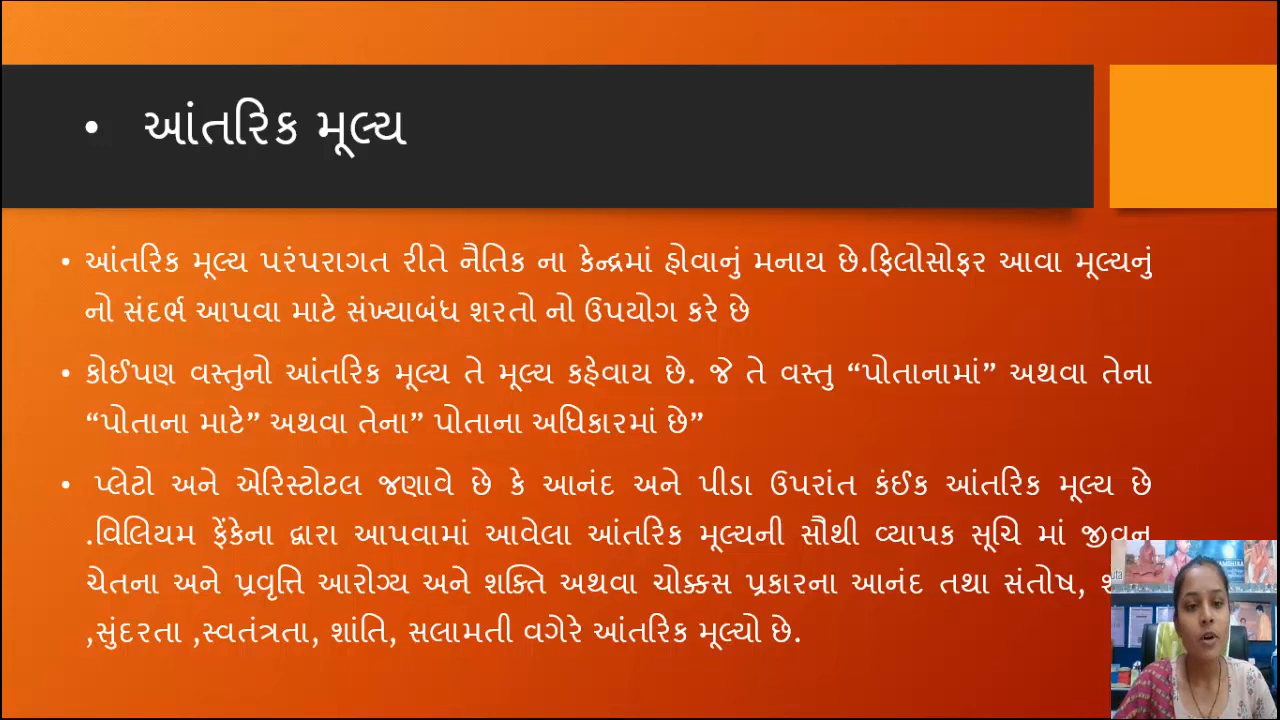 • આંતરિક મૂલ્ય
• આંતરિક મૂલ્ય પરંપરાગત રીતે નૈતિક ના કેન્દ્રમાં હોવાનું મનાય છે.ફિલોસોફર આવા મૂલ્યનું
નો સંદર્ભ આપવા માટે સંખ્યાબંધ શરતો નો ઉપયોગ કરે છે
• કોઈપણ વસ્તુનો આંતરિક મૂલ્ય તે મૂલ્ય કહેવાય છે. જે તે વસ્તુ “પોતાનામાં” અથવા તેના
“પોતાના માટે” અથવા તેના” પોતાના અધિકારમાં છે”
• પ્લેટો અને એરિસ્ટોટલ જણાવે છે કે આનંદ અને પીડા ઉપરાંત કંઈક આંતરિક મૂલ્ય છે
.વિલિયમ ફ્રેંકેના દ્વારા આપવામાં આવેલા આંતરિક મૂલ્યની સૌથી વ્યાપક સૂચિ માં જીવન
ચેતના અને પ્રવૃત્તિ આરોગ્ય અને શક્તિ અથવા ચોક્કસ પ્રકારના આનંદ તથા સંતોષ,
,સુંદરતા ,સ્વતંત્રતા, શાંતિ, સલામતી વગેરે આંતરિક મૂલ્યો છે.